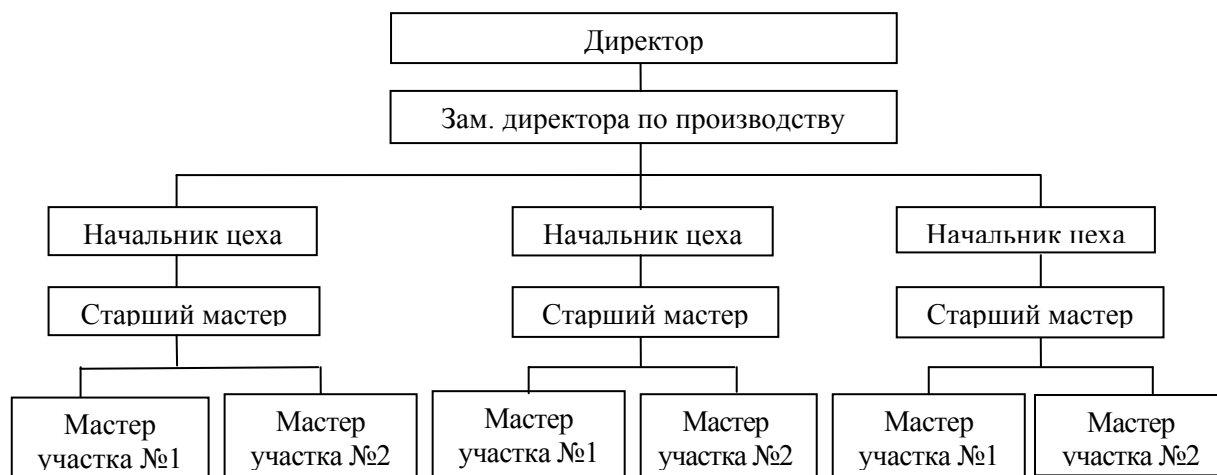 Директор
Зам. директора по производству
Начальник цеха
Начальник цеха
Начальник цеха
Старший мастер
Старший мастер
Старший мастер
Мастер
участка №1
Мастер
участка №2
Мастер
участка №1
Мастер
участка №2
Мастер
участка №1
Мастер
участка №2